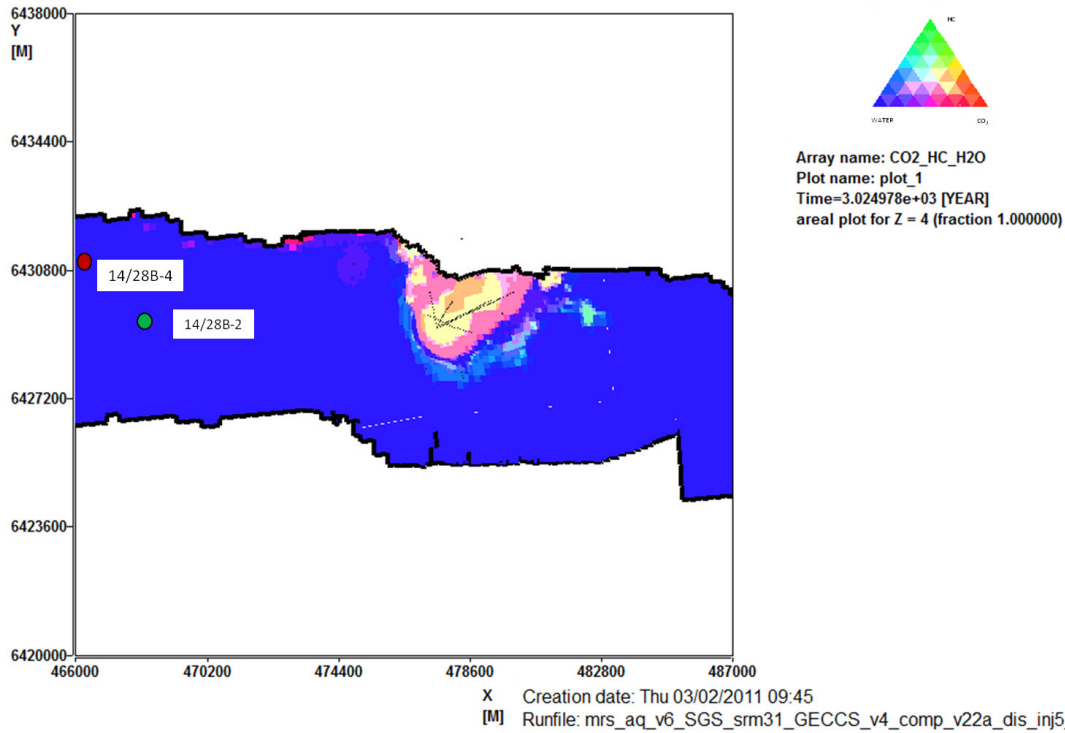 6438000
Y
[M]
6434400
6430800
6427200
6423600
6420000
466000 470200 474400 478600 482800 487000
X
[M]
14/28B-4
14/28B-2
HC
WATER CO₂
Array name: CO2_HC_H2O
Plot name: plot_1
Time=3.024978e+03 [YEAR]
areal plot for Z = 4 (fraction 1.000000)
Creation date: Thu 03/02/2011 09:45
Runfile: mrs_aq_v6_SGS_srm31_GECCS_v4_comp_v22a_dis_inj5_